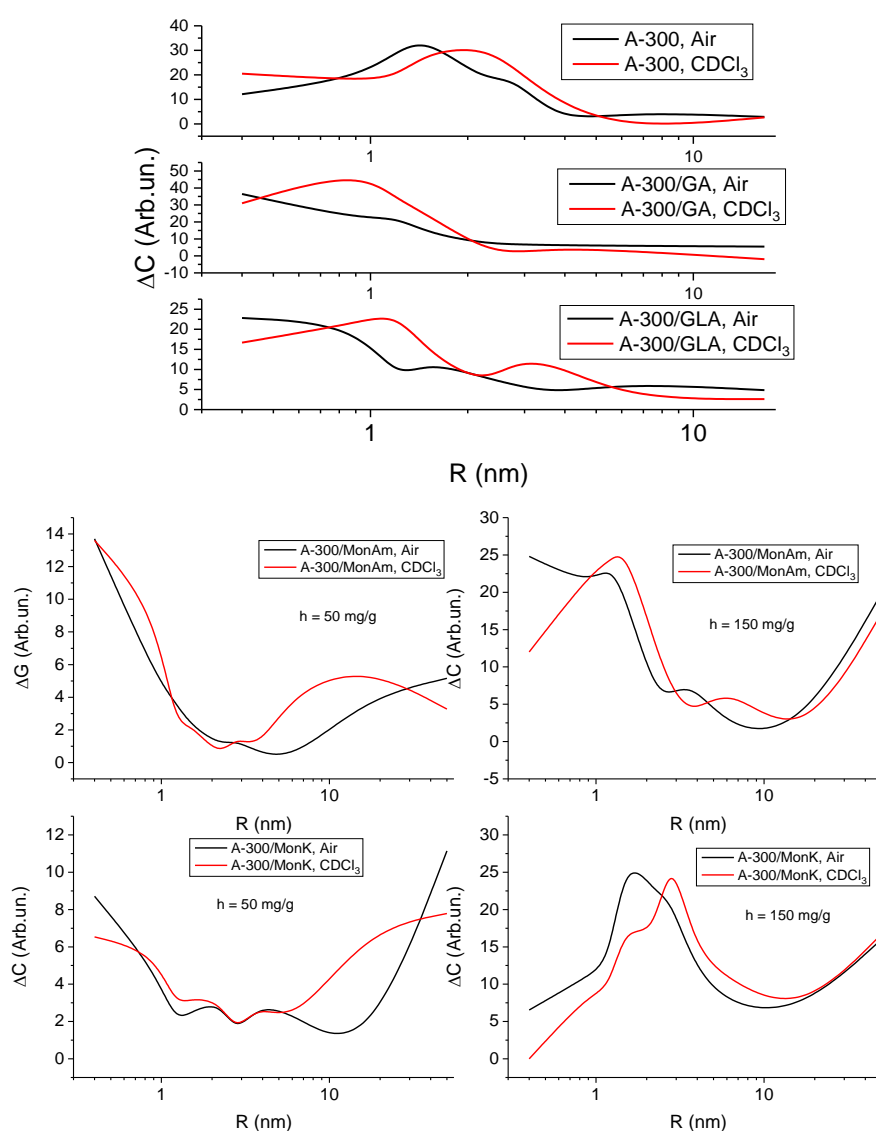 40
30
20
10
0
A-300, Air
A-300, CDCl₃
1
10
50
40
30
20
10
0
-10
A-300/GA, Air
A-300/GA, CDCl₃
1
10
25
20
15
10
5
0
A-300/GLA, Air
A-300/GLA, CDCl₃
1
10
ΔC (Arb.un.)
R (nm)
14
12
10
8
6
4
2
0
ΔG (Arb.un.)
A-300/MonAm, Air
A-300/MonAm, CDCl₃
h = 50 mg/g
1
10
R (nm)
30
25
20
15
10
5
0
-5
ΔC (Arb.un.)
A-300/MonAm, Air
A-300/MonAm, CDCl₃
h = 150 mg/g
1
10
R (nm)
12
10
8
6
4
2
0
ΔC (Arb.un.)
A-300/MonK, Air
A-300/MonK, CDCl₃
h = 50 mg/g
1
10
R (nm)
25
20
15
10
5
0
ΔC (Arb.un.)
A-300/MonK, Air
A-300/MonK, CDCl₃
h = 150 mg/g
1
10
R (nm)